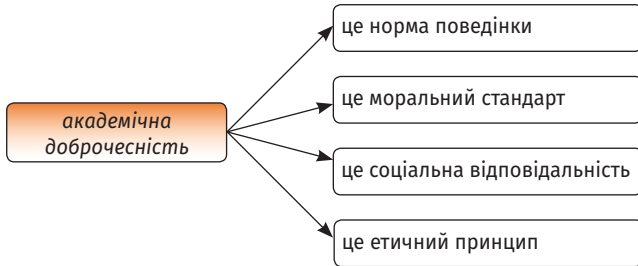 це норма поведінки
це моральний стандарт
академічна
доброчесність
це соціальна відповідальність
це етичний принцип